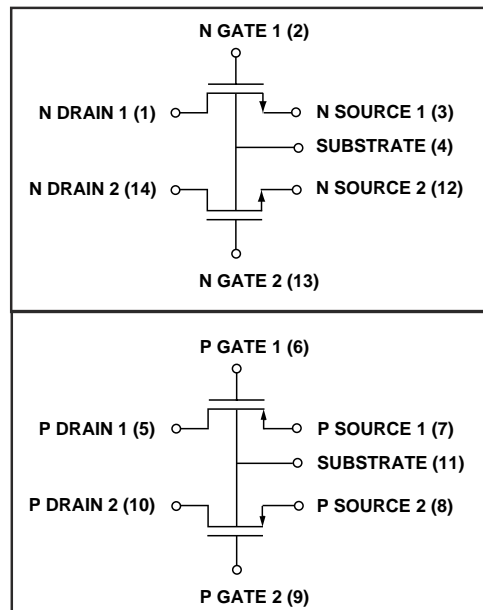 N GATE 1 (2)
N DRAIN 1 (1)
N SOURCE 1 (3)
SUBSTRATE (4)
N DRAIN 2 (14)
N SOURCE 2 (12)
N GATE 2 (13)
P GATE 1 (6)
P DRAIN 1 (5)
P SOURCE 1 (7)
SUBSTRATE (11)
P DRAIN 2 (10)
P SOURCE 2 (8)
P GATE 2 (9)